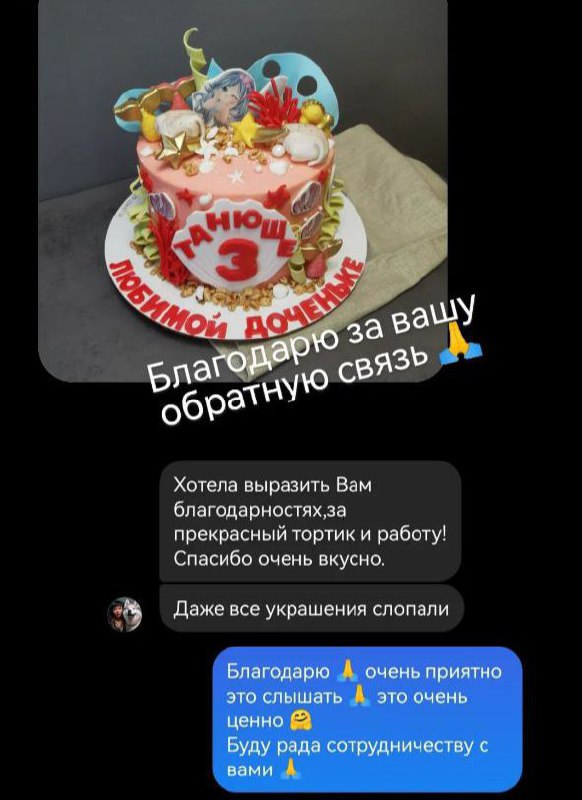 ТАНЮШЕ
3
ЛЮБИМОЙ ДОЧЕНЬКЕ
Благодарю за вашу
обратную связь 🙏
Хотела выразить Вам
благодарностях,за
прекрасный тортик и работу!
Спасибо очень вкусно.
Даже все украшения слопали
Благодарю 🙏 очень приятно
это слышать 🙏 это очень
ценно 🤗
Буду рада сотрудничеству с
вами 🙏